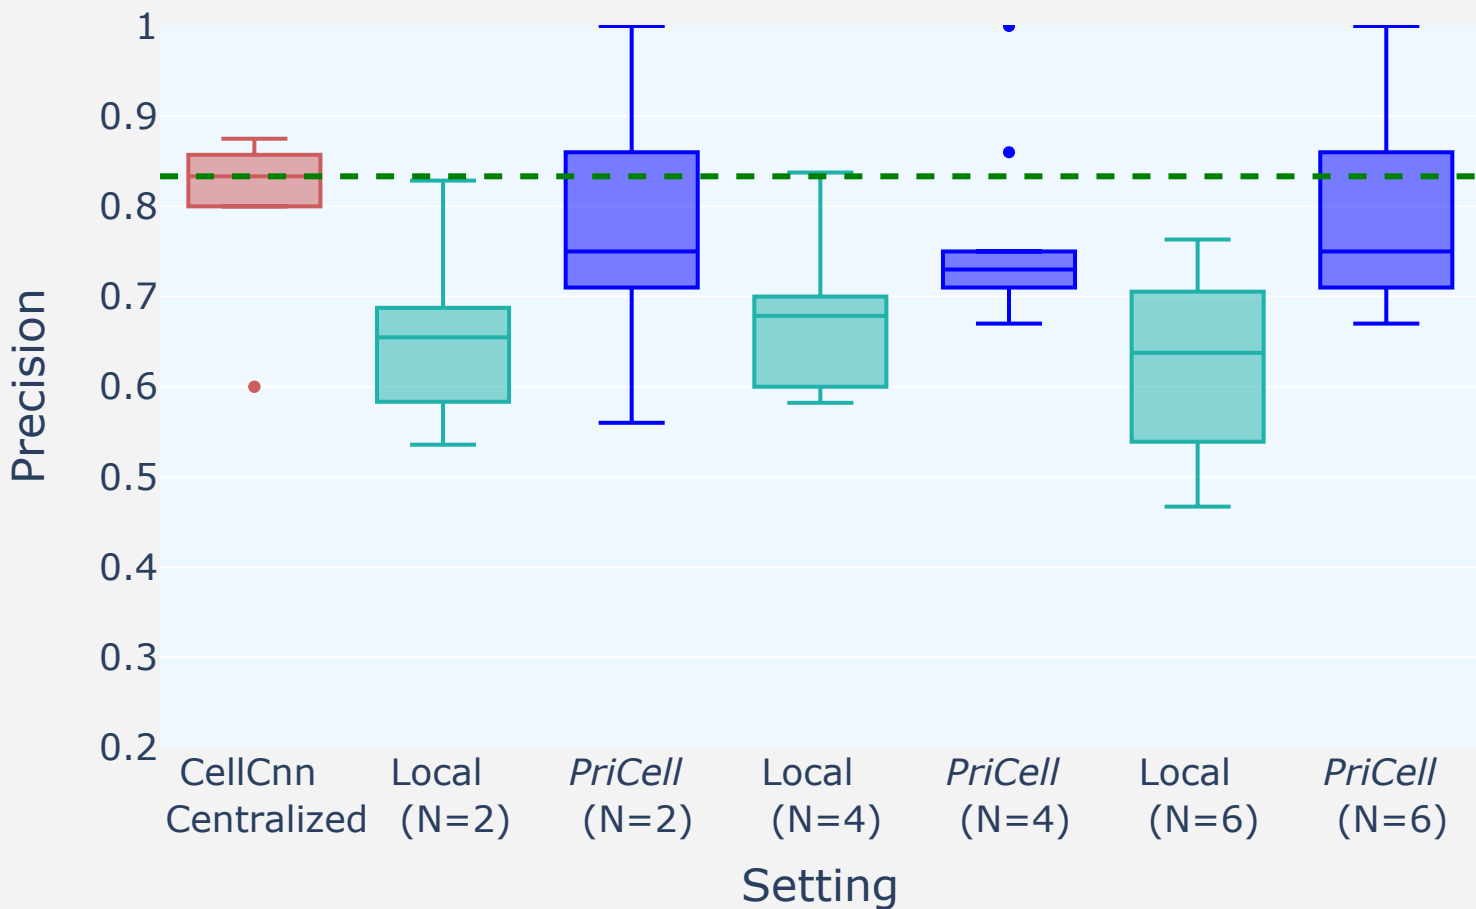 Precision
1
0.9
0.8
0.7
0.6
0.5
0.4
0.3
0.2
CellCnn Local PriCell Local PriCell Local PriCell
Centralized (N=2) (N=2) (N=4) (N=4) (N=6) (N=6)
Setting